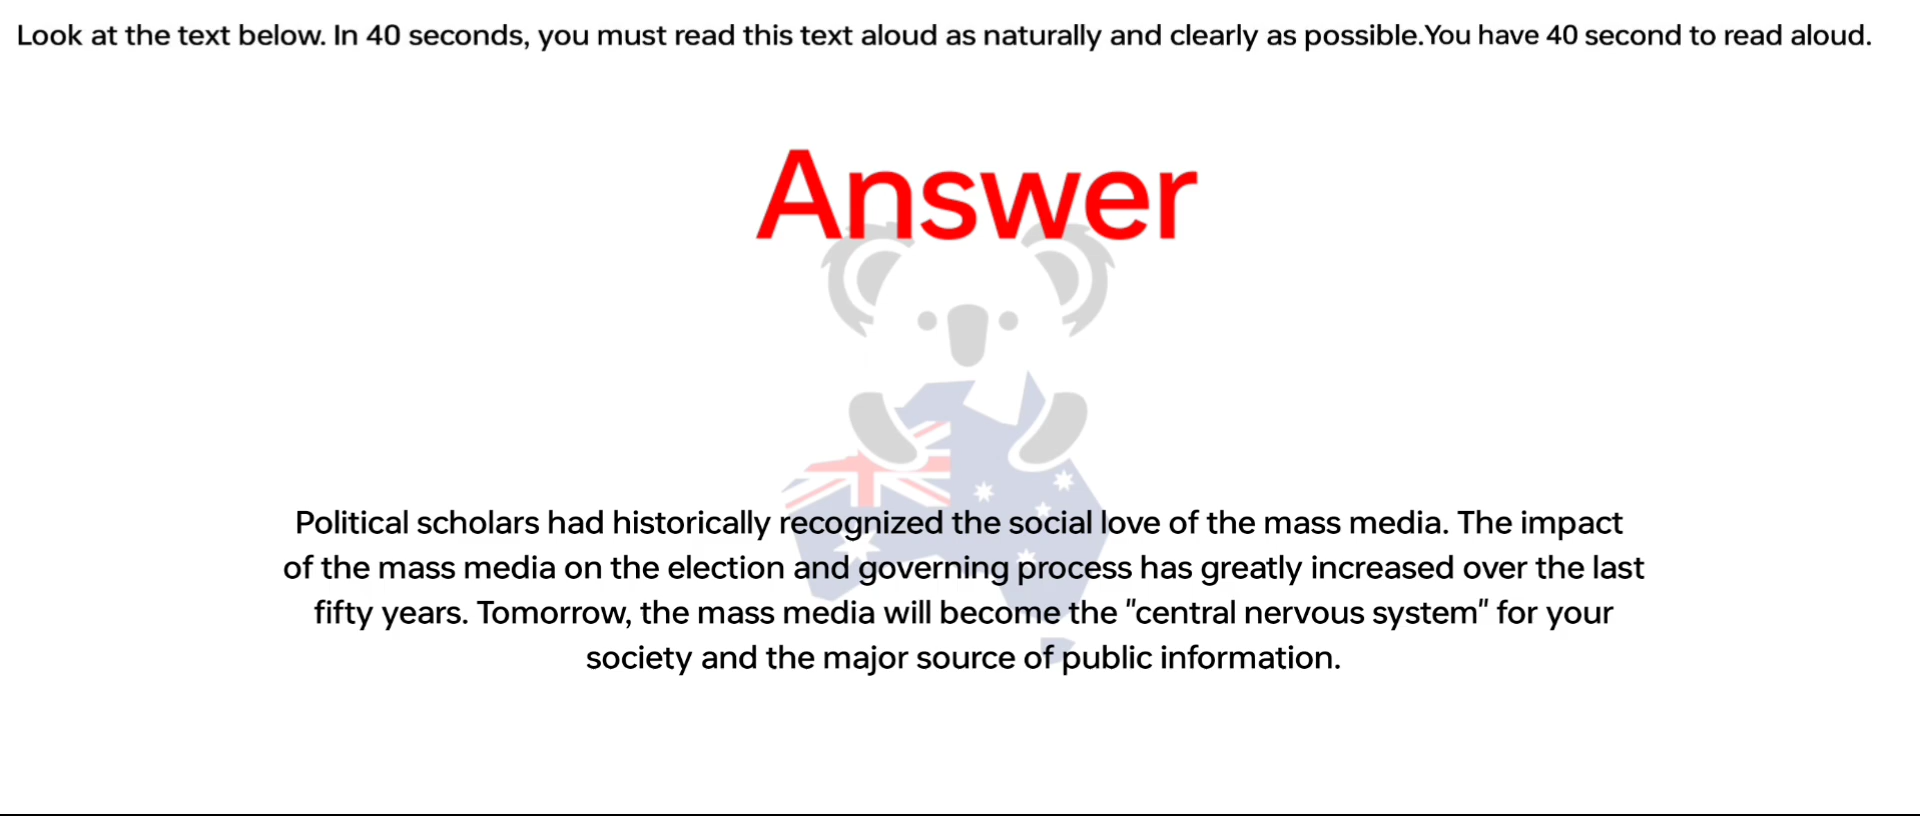 Look at the text below. In 40 seconds, you must read this text aloud as naturally and clearly as possible.You have 40 second to read aloud.
Answer
Political scholars had historically recognized the social love of the mass media. The impact
of the mass media on the election and governing process has greatly increased over the last
fifty years. Tomorrow, the mass media will become the "central nervous system" for your
society and the major source of public information.